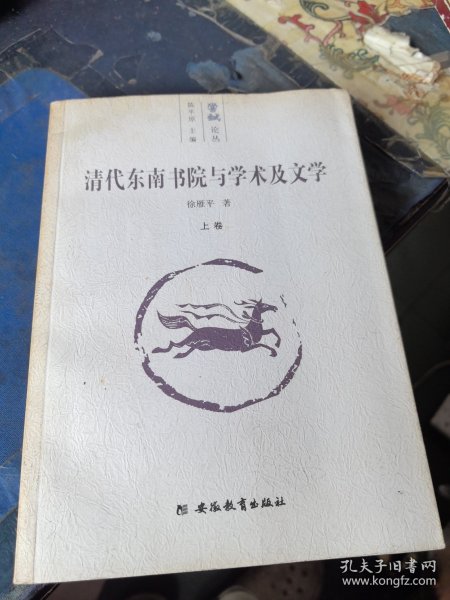 尝试论丛
陈平原主编
清代东南书院与学术及文学
徐雁平 著
上卷
安徽教育出版社
孔夫子旧书网
www.kongfz.com